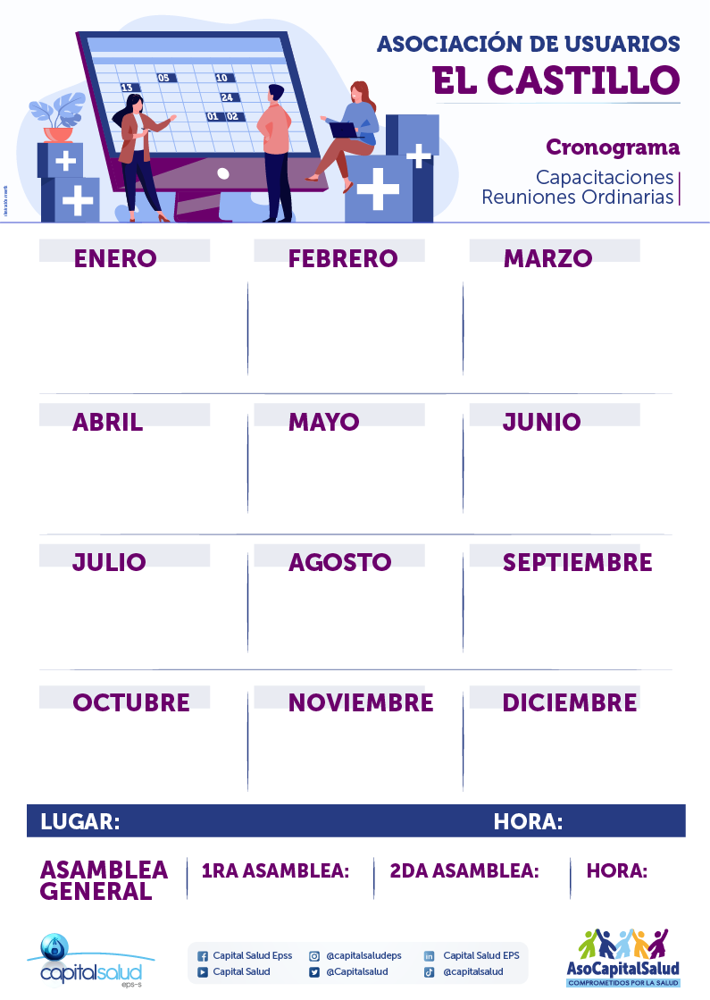 ASOCIACIÓN DE USUARIOS
EL CASTILLO
Cronograma
Capacitaciones
Reuniones Ordinarias
05
10
13
24
01 02
ENERO
FEBRERO
MARZO
ABRIL
MAYO
JUNIO
JULIO
AGOSTO
SEPTIEMBRE
OCTUBRE
NOVIEMBRE
DICIEMBRE
LUGAR:
HORA:
ASAMBLEA
GENERAL
1RA ASAMBLEA:
2DA ASAMBLEA:
HORA:
capitalsalud
eps-s
Capital Salud Epss
@capitalsaludeps
Capital Salud EPS
Capital Salud
@Capitalsalud
@capitalsalud
AsoCapitalSalud
COMPROMETIDOS POR LA SALUD